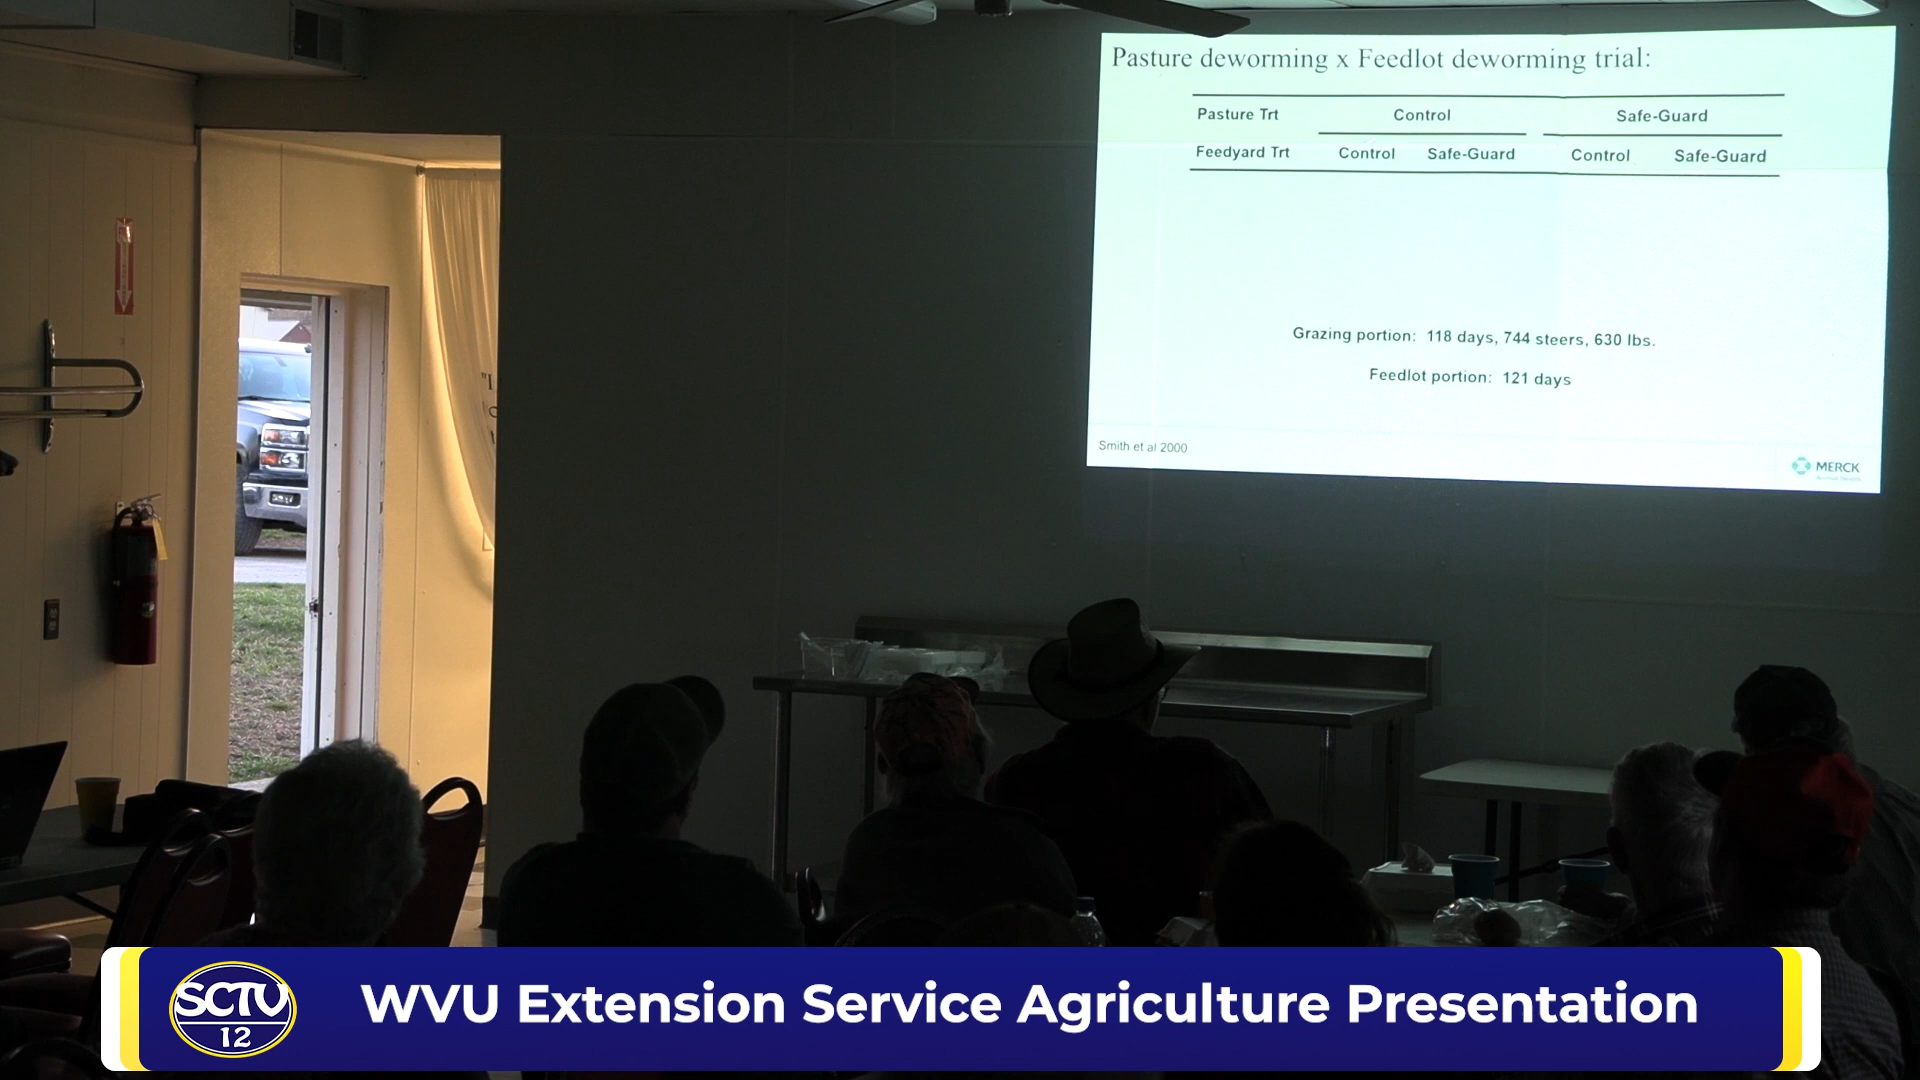 Pasture deworming x Feedlot deworming trial:
Pasture Trt Control Safe-Guard
Feedyard Trt Control Safe-Guard Control Safe-Guard
Grazing portion: 118 days, 744 steers, 630 lbs.
Feedlot portion: 121 days
Smith et al 2000
MERCK
Animal Health
SCTV
12
WVU Extension Service Agriculture Presentation